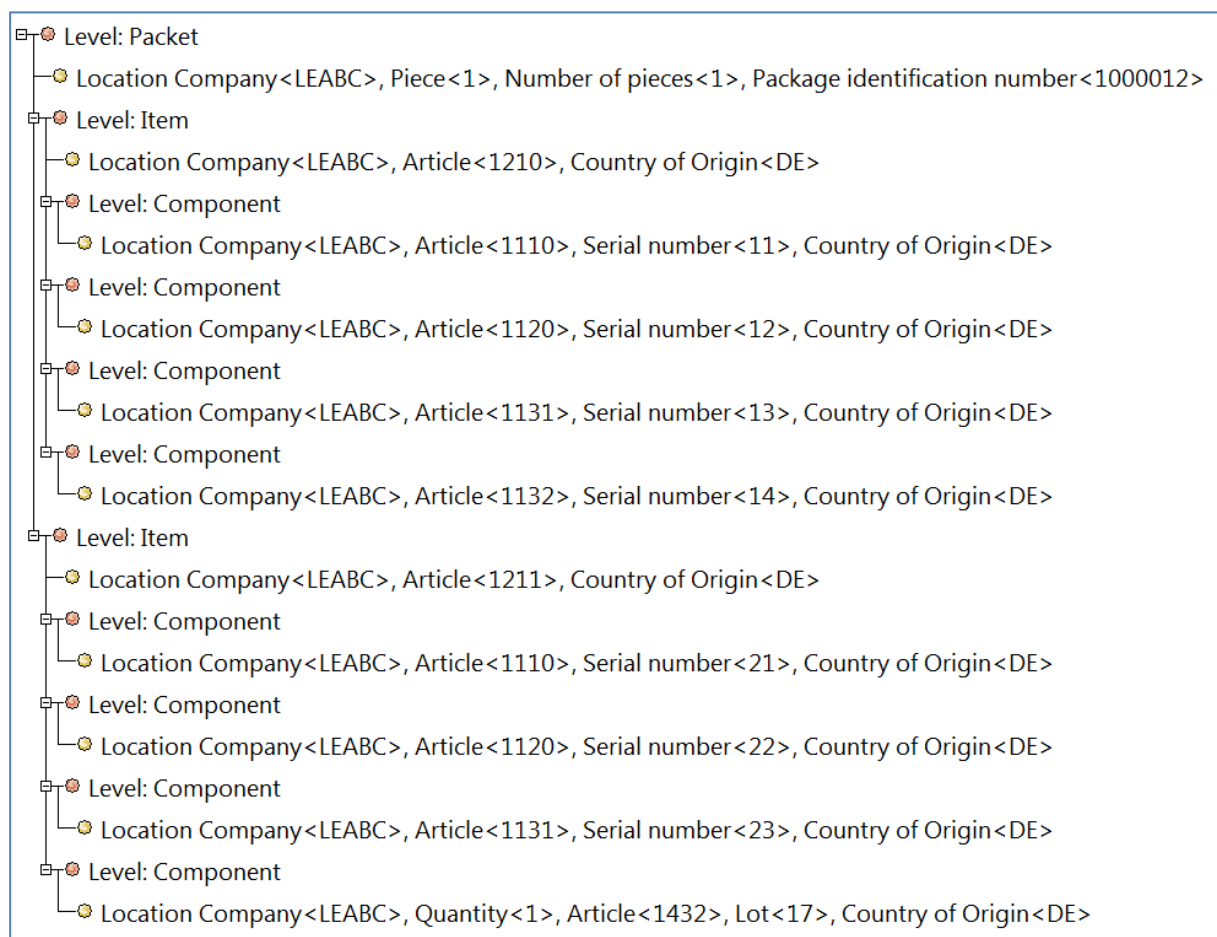 Level: Packet
Location Company<LEABC>, Piece<1>, Number of pieces<1>, Package identification number<1000012>
Level: Item
Location Company<LEABC>, Article<1210>, Country of Origin<DE>
Level: Component
Location Company<LEABC>, Article<1110>, Serial number<11>, Country of Origin<DE>
Level: Component
Location Company<LEABC>, Article<1120>, Serial number<12>, Country of Origin<DE>
Level: Component
Location Company<LEABC>, Article<1131>, Serial number<13>, Country of Origin<DE>
Level: Component
Location Company<LEABC>, Article<1132>, Serial number<14>, Country of Origin<DE>
Level: Item
Location Company<LEABC>, Article<1211>, Country of Origin<DE>
Level: Component
Location Company<LEABC>, Article<1110>, Serial number<21>, Country of Origin<DE>
Level: Component
Location Company<LEABC>, Article<1120>, Serial number<22>, Country of Origin<DE>
Level: Component
Location Company<LEABC>, Article<1131>, Serial number<23>, Country of Origin<DE>
Level: Component
Location Company<LEABC>, Quantity<1>, Article<1432>, Lot<17>, Country of Origin<DE>